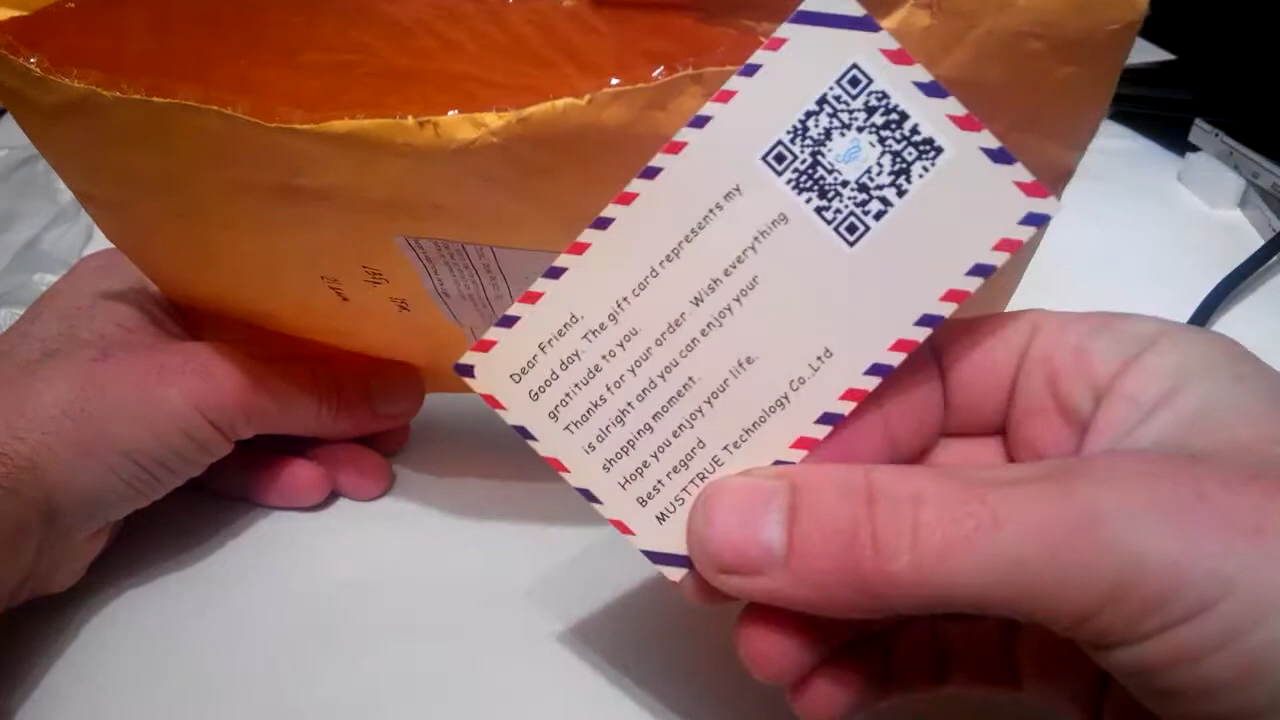 Dear Friend,
Good day. The gift card represents my
gratitude to you.
Thanks for your order. Wish everything
is alright and you can enjoy your
shopping moment.
Hope you enjoy your life.
Best regard
MUSTTRUE Technology Co.,Ltd